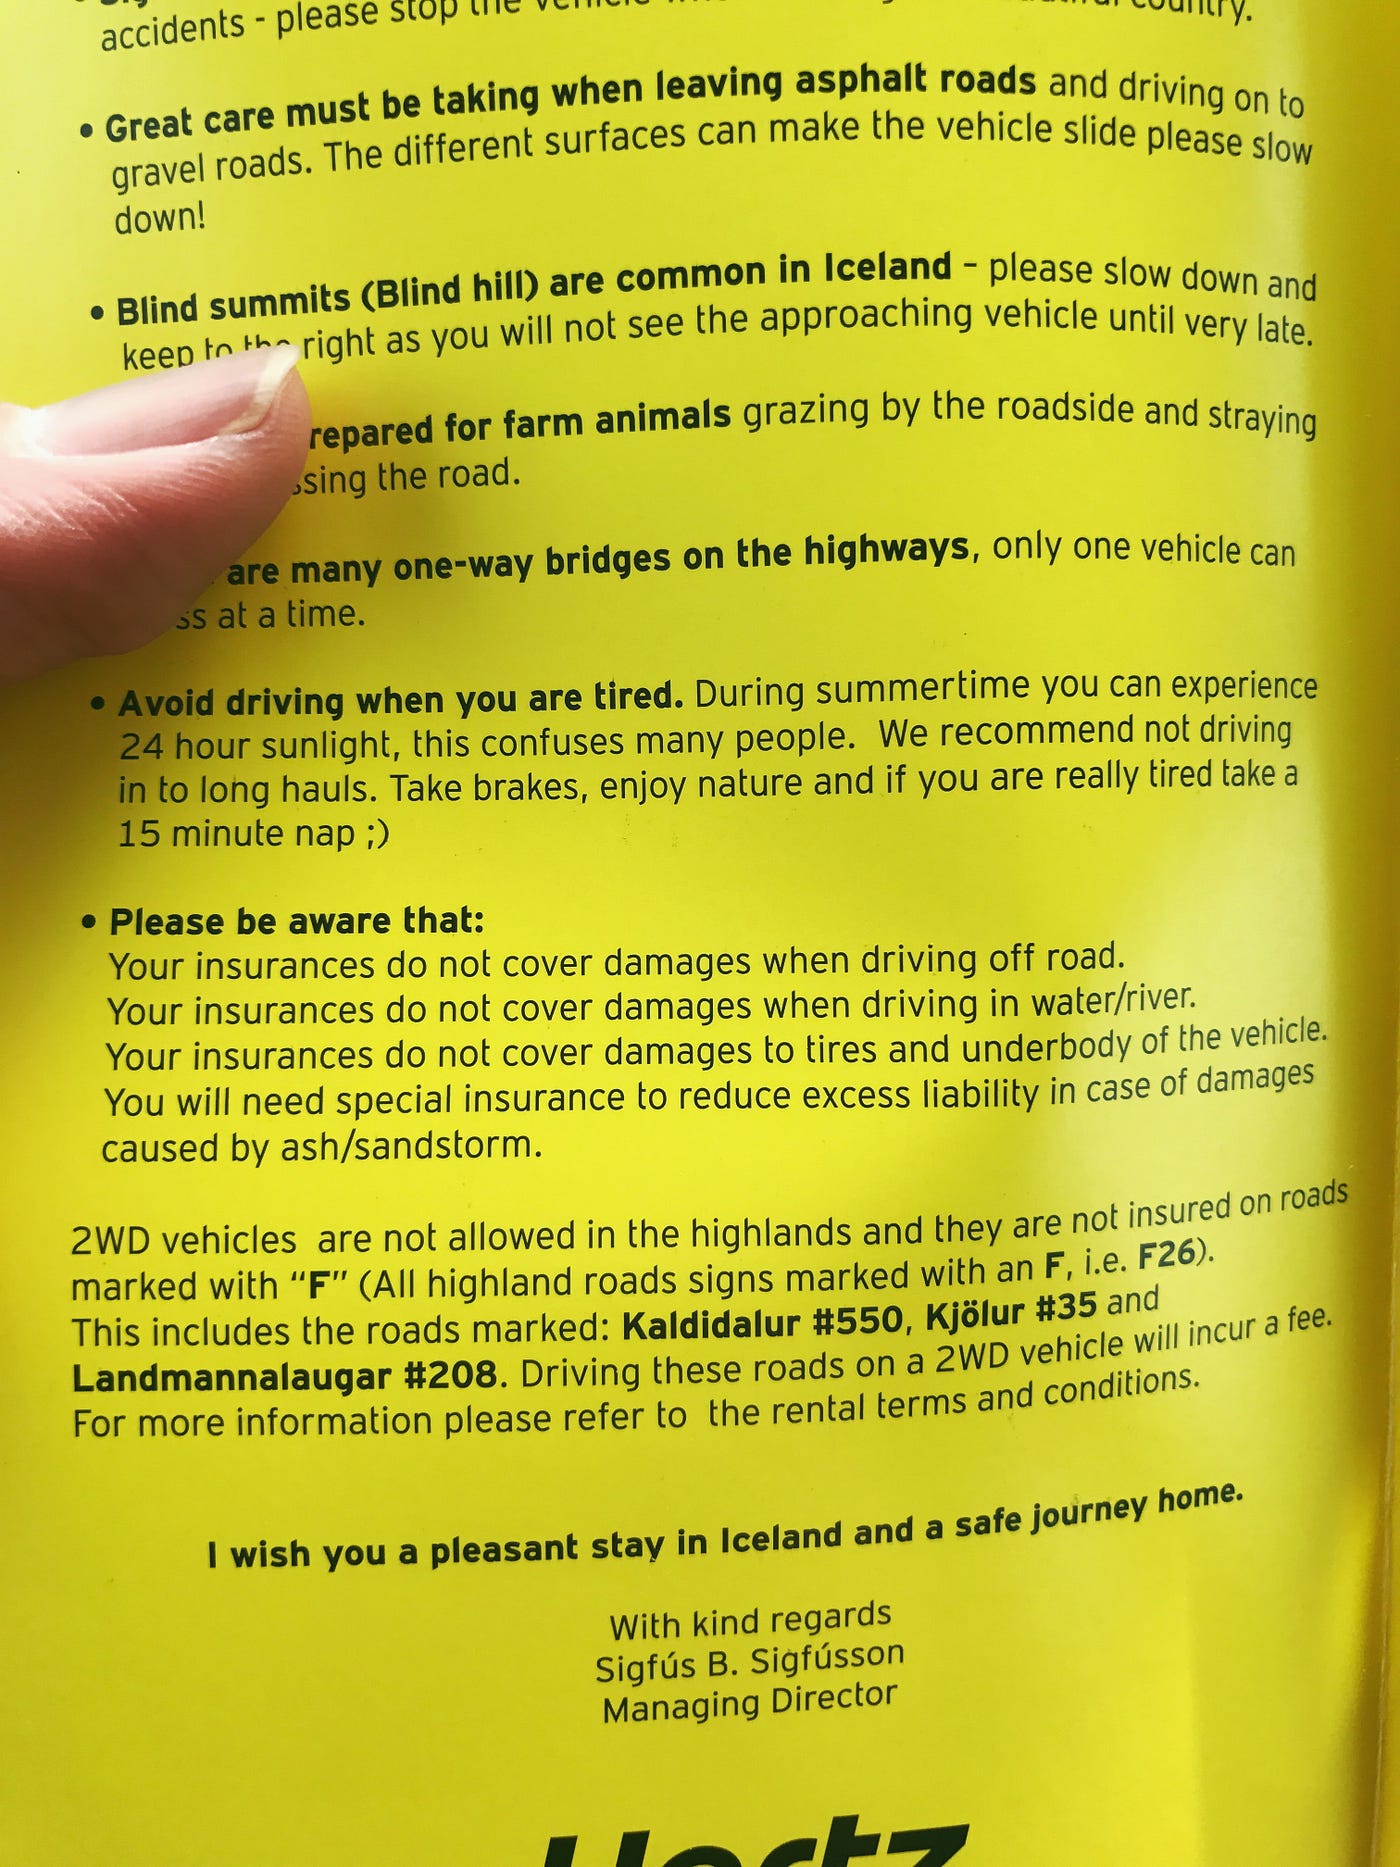 accidents - please stop the
country.
• Great care must be taking when leaving asphalt roads and driving on to
gravel roads. The different surfaces can make the vehicle slide please slow
down!
• Blind summits (Blind hill) are common in Iceland - please slow down and
keep to the right as you will not see the approaching vehicle until very late.
repared for farm animals grazing by the roadside and straying
ssing the road.
are many one-way bridges on the highways, only one vehicle can
ss at a time.
• Avoid driving when you are tired. During summertime you can experience
24 hour sunlight, this confuses many people. We recommend not driving
in to long hauls. Take brakes, enjoy nature and if you are really tired take a
15 minute nap ;)
• Please be aware that:
Your insurances do not cover damages when driving off road.
Your insurances do not cover damages when driving in water/river.
Your insurances do not cover damages to tires and underbody of the vehicle.
You will need special insurance to reduce excess liability in case of damages
caused by ash/sandstorm.
2WD vehicles are not allowed in the highlands and they are not insured on roads
marked with "F" (All highland roads signs marked with an F, i.e. F26).
This includes the roads marked: Kaldidalur #550, Kjölur #35 and
Landmannalaugar #208. Driving these roads on a 2WD vehicle will incur a fee.
For more information please refer to the rental terms and conditions.
I wish you a pleasant stay in Iceland and a safe journey home.
With kind regards
Sigfús B. Sigfússon
Managing Director
Hertz